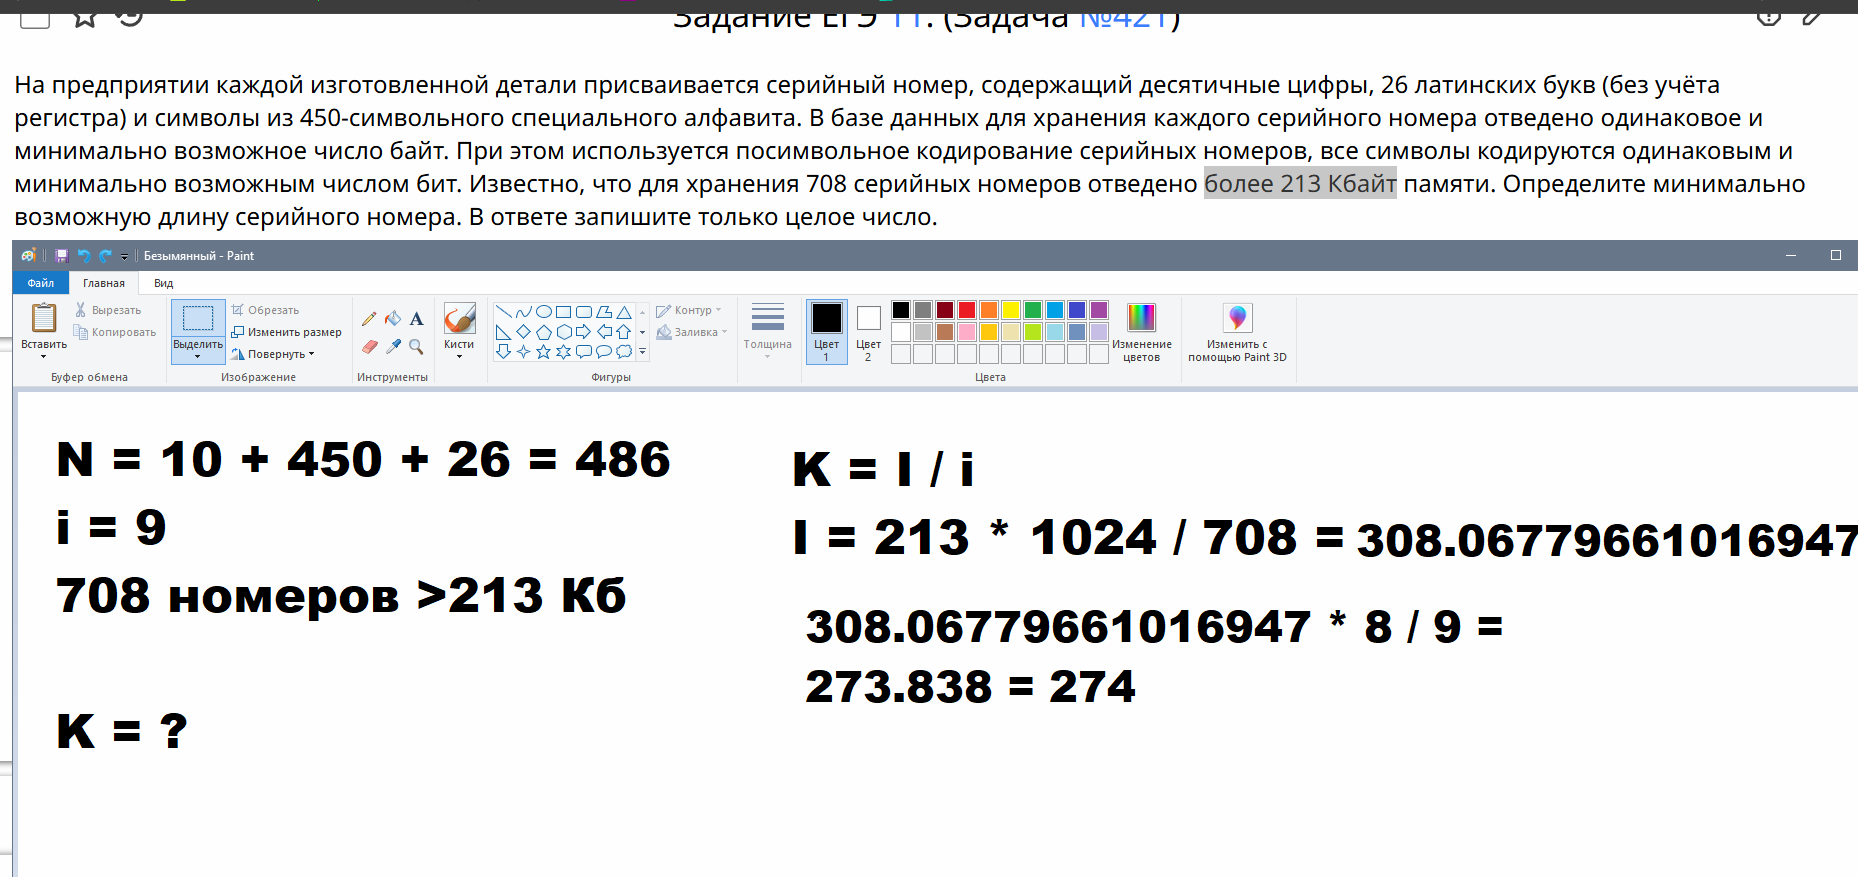 Задание ЕГЭ 11. (Задача №421)
На предприятии каждой изготовленной детали присваивается серийный номер, содержащий десятичные цифры, 26 латинских букв (без учёта
регистра) и символы из 450-символьного специального алфавита. В базе данных для хранения каждого серийного номера отведено одинаковое и
минимально возможное число байт. При этом используется посимвольное кодирование серийных номеров, все символы кодируются одинаковым и
минимально возможным числом бит. Известно, что для хранения 708 серийных номеров отведено более 213 Кбайт памяти. Определите минимально
возможную длину серийного номера. В ответе запишите только целое число.
Безымянный - Paint
Файл Главная Вид
Вставить
Вырезать
Копировать
Буфер обмена
Выделить
Обрезать
Изменить размер
Повернуть
Изображение
Инструменты
Кисти
Фигуры
Контур
Заливка
Толщина
Цвет 1
Цвет 2
Изменение цветов
Цвета
Изменить с помощью Paint 3D
N = 10 + 450 + 26 = 486
i = 9
708 номеров >213 Кб
K = ?
K = I / i
I = 213 * 1024 / 708 = 308.06779661016947
308.06779661016947 * 8 / 9 =
273.838 = 274